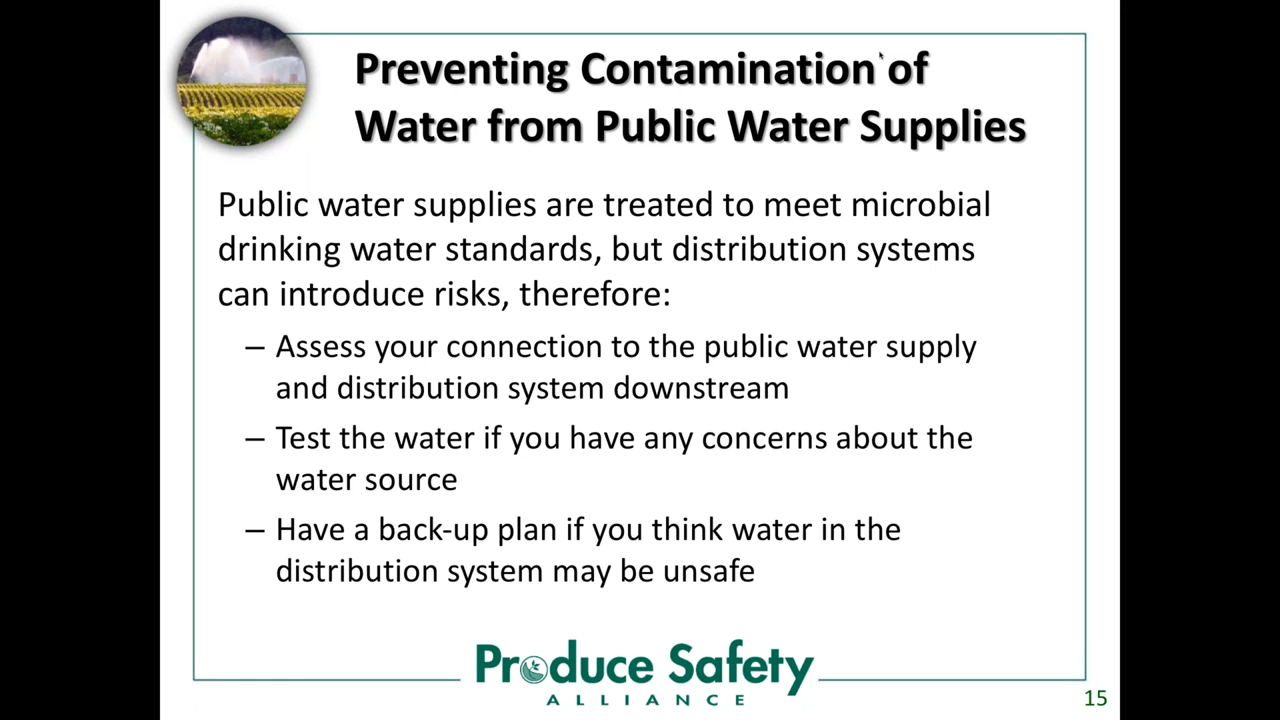 Preventing Contamination of
Water from Public Water Supplies
Public water supplies are treated to meet microbial
drinking water standards, but distribution systems
can introduce risks, therefore:
– Assess your connection to the public water supply
and distribution system downstream
– Test the water if you have any concerns about the
water source
– Have a back-up plan if you think water in the
distribution system may be unsafe
Produce Safety
ALLIANCE
15